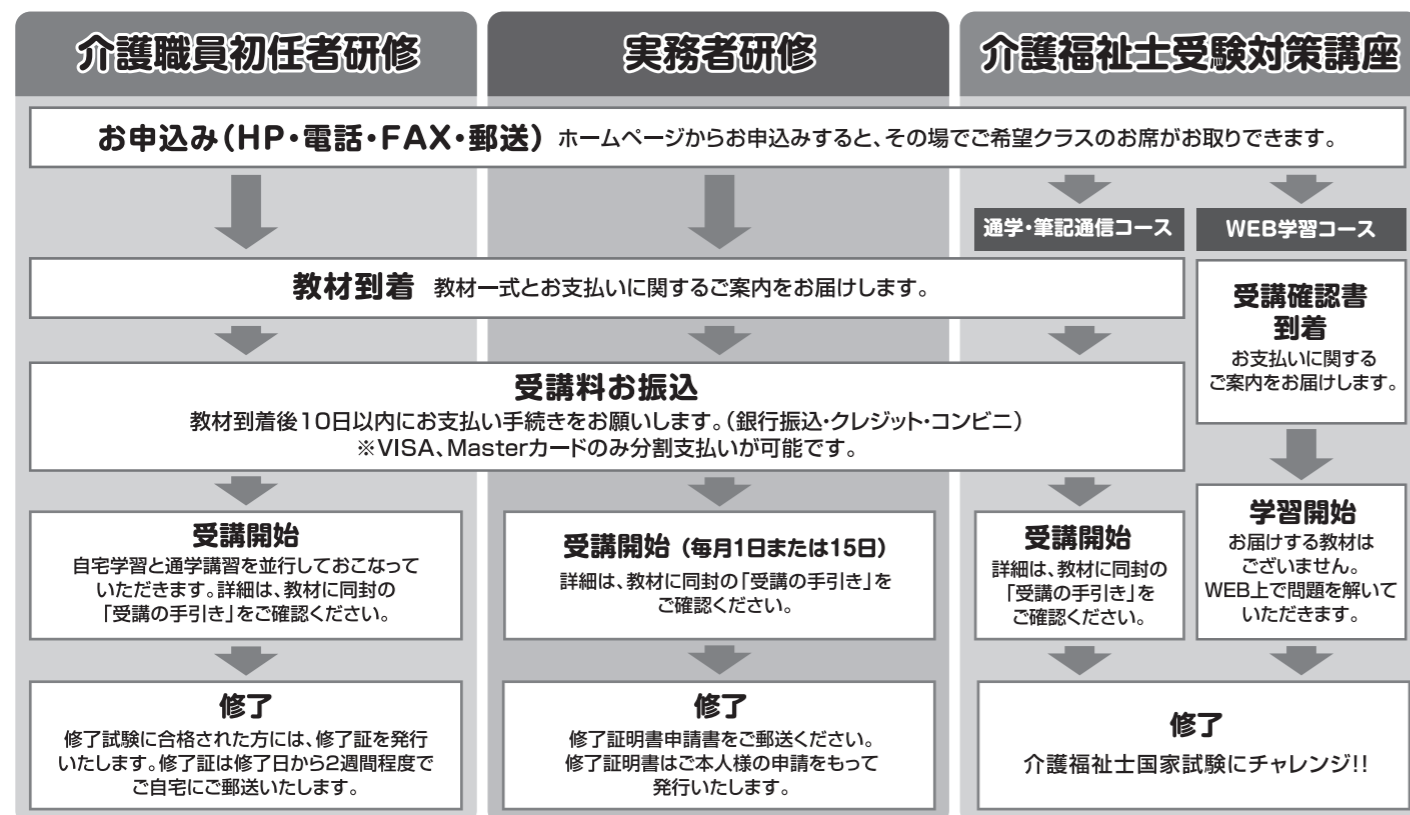 介護職員初任者研修
実務者研修
介護福祉士受験対策講座
お申込み(HP・電話・FAX・郵送) ホームページからお申込みすると、その場でご希望クラスのお席がお取りできます。
通学・筆記通信コース
WEB学習コース
教材到着 教材一式とお支払いに関するご案内をお届けします。
受講確認書
到着
お支払いに関する
ご案内をお届けします。
受講料お振込
教材到着後10日以内にお支払い手続きをお願いします。(銀行振込・クレジット・コンビニ)
※VISA、Masterカードのみ分割支払いが可能です。
受講開始
自宅学習と通学講習を並行しておこなって
いただきます。詳細は、教材に同封の
「受講の手引き」をご確認ください。
受講開始(毎月1日または15日)
詳細は、教材に同封の「受講の手引き」を
ご確認ください。
受講開始
詳細は、教材に同封の
「受講の手引き」を
ご確認ください。
学習開始
お届けする教材は
ございません。
WEB上で問題を解いて
いただきます。
修了
修了試験に合格された方には、修了証を発行
いたします。修了証は修了日から2週間程度で
ご自宅にご郵送いたします。
修了
修了証明書申請書をご郵送ください。
修了証明書はご本人様の申請をもって
発行いたします。
修了
介護福祉士国家試験にチャレンジ!!